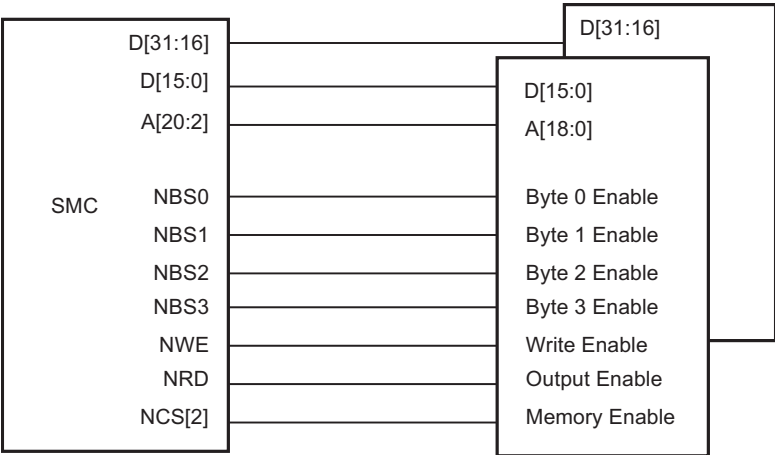 D[31:16] D[31:16]
D[15:0] D[15:0]
A[20:2] A[18:0]
SMC
NBS0 Byte 0 Enable
NBS1 Byte 1 Enable
NBS2 Byte 2 Enable
NBS3 Byte 3 Enable
NWE Write Enable
NRD Output Enable
NCS[2] Memory Enable